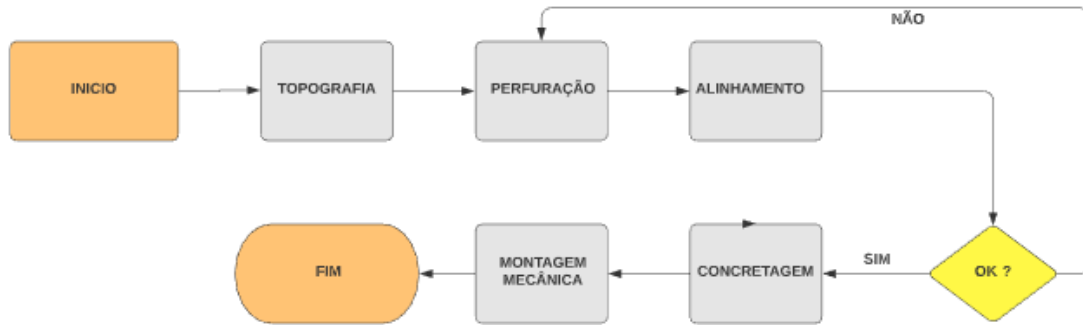 NÃO
INICIO
TOPOGRAFIA
PERFURAÇÃO
ALINHAMENTO
FIM
MONTAGEM
MECÂNICA
CONCRETAGEM
SIM
OK ?